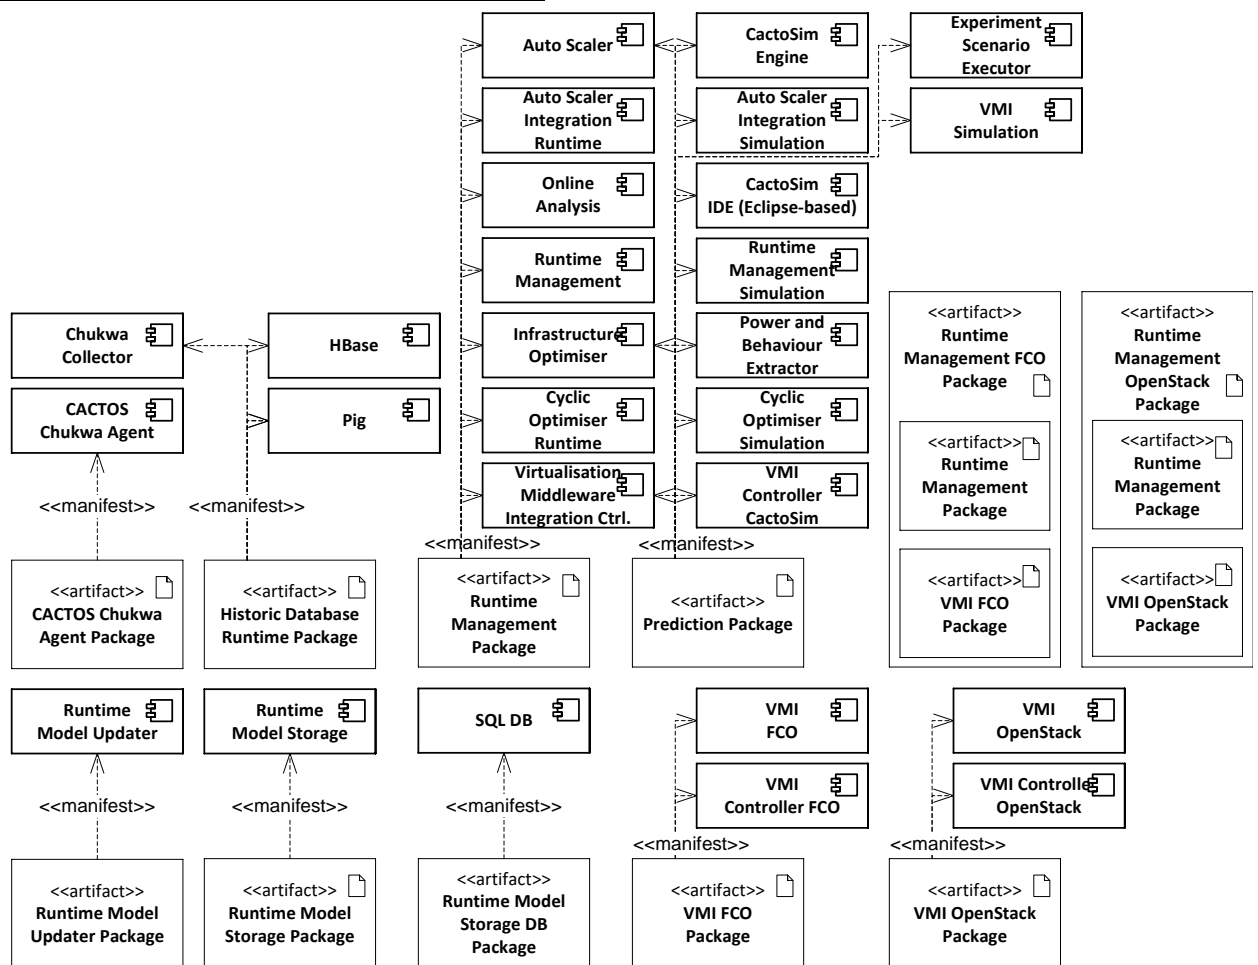 Auto Scaler
CactoSim
Engine
Experiment
Scenario
Executor
Auto Scaler
Integration
Runtime
Auto Scaler
Integration
Simulation
VMI
Simulation
Online
Analysis
CactoSim
IDE (Eclipse-based)
Runtime
Management
Runtime
Management
Simulation
Chukwa
Collector
HBase
Infrastructure
Optimiser
Power and
Behaviour
Extractor
<<artifact>>
Runtime
Management FCO
Package
<<artifact>>
Runtime
Management
OpenStack
Package
CACTOS
Chukwa Agent
Pig
Cyclic
Optimiser
Runtime
Cyclic
Optimiser
Simulation
<<artifact>>
Runtime
Management
Package
<<artifact>>
Runtime
Management
Package
Virtualisation
Middleware
Integration Ctrl.
VMI
Controller
CactoSim
<<manifest>>
<<manifest>>
<<manifest>>
<<manifest>>
<<artifact>>
CACTOS Chukwa
Agent Package
<<artifact>>
Historic Database
Runtime Package
<<artifact>>
Runtime
Management
Package
<<artifact>>
Prediction Package
<<artifact>>
VMI FCO
Package
<<artifact>>
VMI OpenStack
Package
Runtime
Model Updater
Runtime
Model Storage
SQL DB
VMI
FCO
VMI
OpenStack
VMI
Controller FCO
VMI Controller
OpenStack
<<manifest>>
<<manifest>>
<<manifest>>
<<manifest>>
<<manifest>>
<<artifact>>
Runtime Model
Updater Package
<<artifact>>
Runtime Model
Storage Package
<<artifact>>
Runtime Model
Storage DB
Package
<<artifact>>
VMI FCO
Package
<<artifact>>
VMI OpenStack
Package